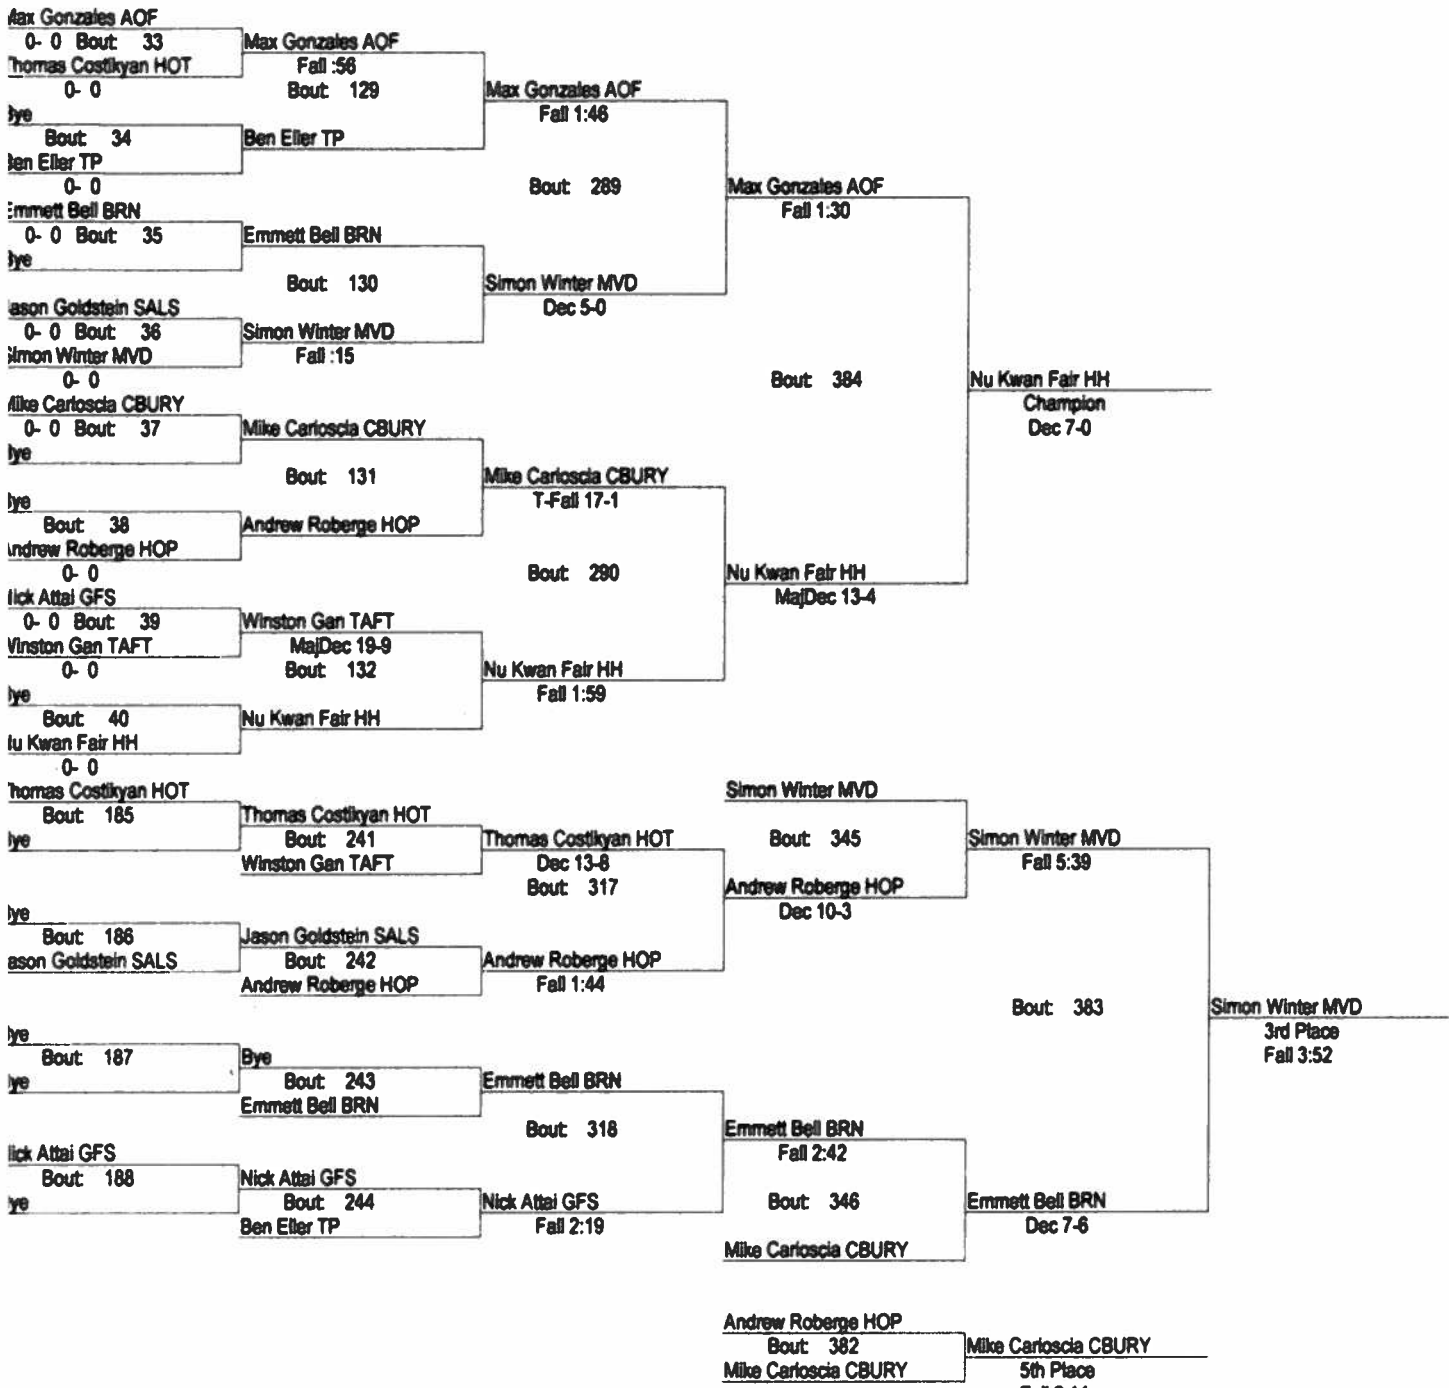 Max Gonzales AOF
0- 0 Bout: 33
Thomas Costikyan HOT
0- 0
Bye
Bout: 34
Ben Eller TP
0- 0
Emmett Bell BRN
0- 0 Bout: 35
Bye
Jason Goldstein SALS
0- 0 Bout: 36
Simon Winter MVD
0- 0
Mike Carloscia CBURY
0- 0 Bout: 37
Bye
Bye
Bout: 38
Andrew Roberge HOP
0- 0
Nick Attai GFS
0- 0 Bout: 39
Winston Gan TAFT
0- 0
Bye
Bout: 40
Nu Kwan Fair HH
0- 0
Max Gonzales AOF
Fall :56
Bout: 129
Ben Eller TP
Emmett Bell BRN
Bout: 130
Simon Winter MVD
Fall :15
Mike Carloscia CBURY
Bout: 131
Andrew Roberge HOP
Winston Gan TAFT
MajDec 19-9
Bout: 132
Nu Kwan Fair HH
Max Gonzales AOF
Fall 1:46
Bout: 289
Simon Winter MVD
Dec 5-0
Mike Carloscia CBURY
T-Fall 17-1
Bout: 290
Nu Kwan Fair HH
Fall 1:59
Max Gonzales AOF
Fall 1:30
Bout: 384
Nu Kwan Fair HH
MajDec 13-4
Nu Kwan Fair HH
Champion
Dec 7-0
Thomas Costikyan HOT
Bout: 185
Bye
Bye
Bout: 186
Jason Goldstein SALS
Bye
Bout: 187
Bye
Nick Attai GFS
Bout: 188
Bye
Thomas Costikyan HOT
Bout: 241
Winston Gan TAFT
Jason Goldstein SALS
Bout: 242
Andrew Roberge HOP
Bye
Bout: 243
Emmett Bell BRN
Nick Attai GFS
Bout: 244
Ben Eller TP
Thomas Costikyan HOT
Dec 13-8
Bout: 317
Andrew Roberge HOP
Fall 1:44
Emmett Bell BRN
Bout: 318
Nick Attai GFS
Fall 2:19
Simon Winter MVD
Bout: 345
Andrew Roberge HOP
Dec 10-3
Emmett Bell BRN
Fall 2:42
Bout: 346
Mike Carloscia CBURY
Simon Winter MVD
Fall 5:39
Bout: 383
Emmett Bell BRN
Dec 7-6
Simon Winter MVD
3rd Place
Fall 3:52
Andrew Roberge HOP
Bout: 382
Mike Carloscia CBURY
Mike Carloscia CBURY
5th Place